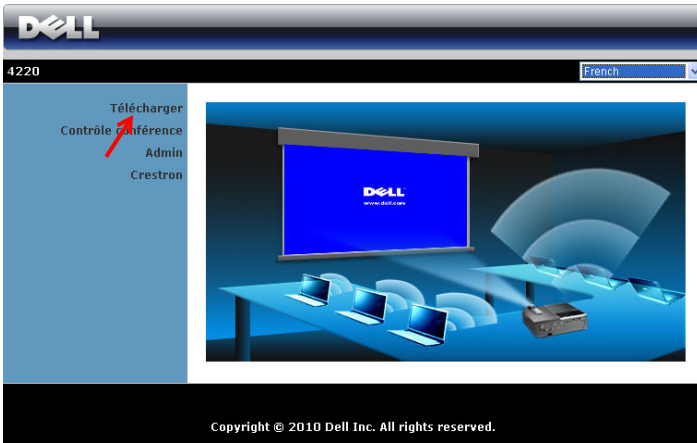 DELL
4220
French
Télécharger
Contrôle conférence
Admin
Crestron
DELL
www.dell.com
Copyright © 2010 Dell Inc. All rights reserved.